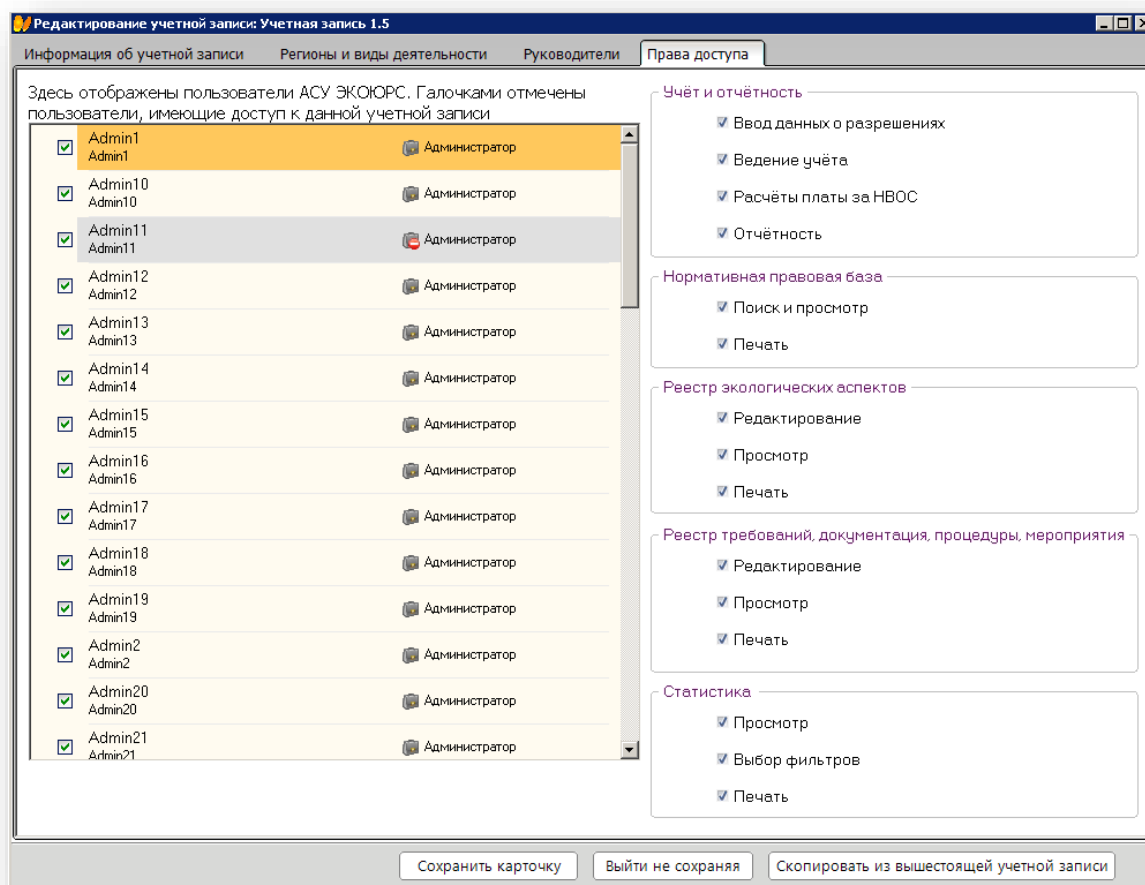 Редактирование учетной записи: Учетная запись 1.5
Информация об учетной записи Регионы и виды деятельности Руководители Права доступа
Здесь отображены пользователи АСУ ЭКОЮРС. Галочками отмечены
пользователи, имеющие доступ к данной учетной записи
Admin1
Admin1
Администратор
Admin10
Admin10
Администратор
Admin11
Admin11
Администратор
Admin12
Admin12
Администратор
Admin13
Admin13
Администратор
Admin14
Admin14
Администратор
Admin15
Admin15
Администратор
Admin16
Admin16
Администратор
Admin17
Admin17
Администратор
Admin18
Admin18
Администратор
Admin19
Admin19
Администратор
Admin2
Admin2
Администратор
Admin20
Admin20
Администратор
Admin21
Admin21
Администратор
Учёт и отчётность
Ввод данных о разрешениях
Ведение учёта
Расчёты платы за НВОС
Отчётность
Нормативная правовая база
Поиск и просмотр
Печать
Реестр экологических аспектов
Редактирование
Просмотр
Печать
Реестр требований, документация, процедуры, мероприятия
Редактирование
Просмотр
Печать
Статистика
Просмотр
Выбор фильтров
Печать
Сохранить карточку Выйти не сохраняя Скопировать из вышестоящей учетной записи